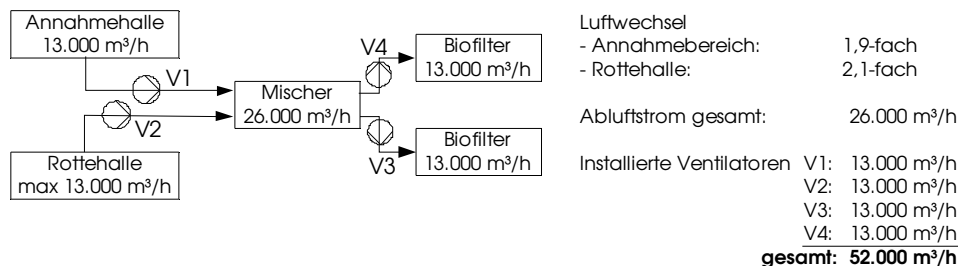 Annahmehalle
13.000 m³/h
V1
V2
Rottehalle
max 13.000 m³/h
Mischer
26.000 m³/h
V4
V3
Biofilter
13.000 m³/h
Biofilter
13.000 m³/h
Luftwechsel
- Annahmebereich: 1,9-fach
- Rottehalle: 2,1-fach
Abluftstrom gesamt: 26.000 m³/h
Installierte Ventilatoren V1: 13.000 m³/h
V2: 13.000 m³/h
V3: 13.000 m³/h
V4: 13.000 m³/h
gesamt: 52.000 m³/h